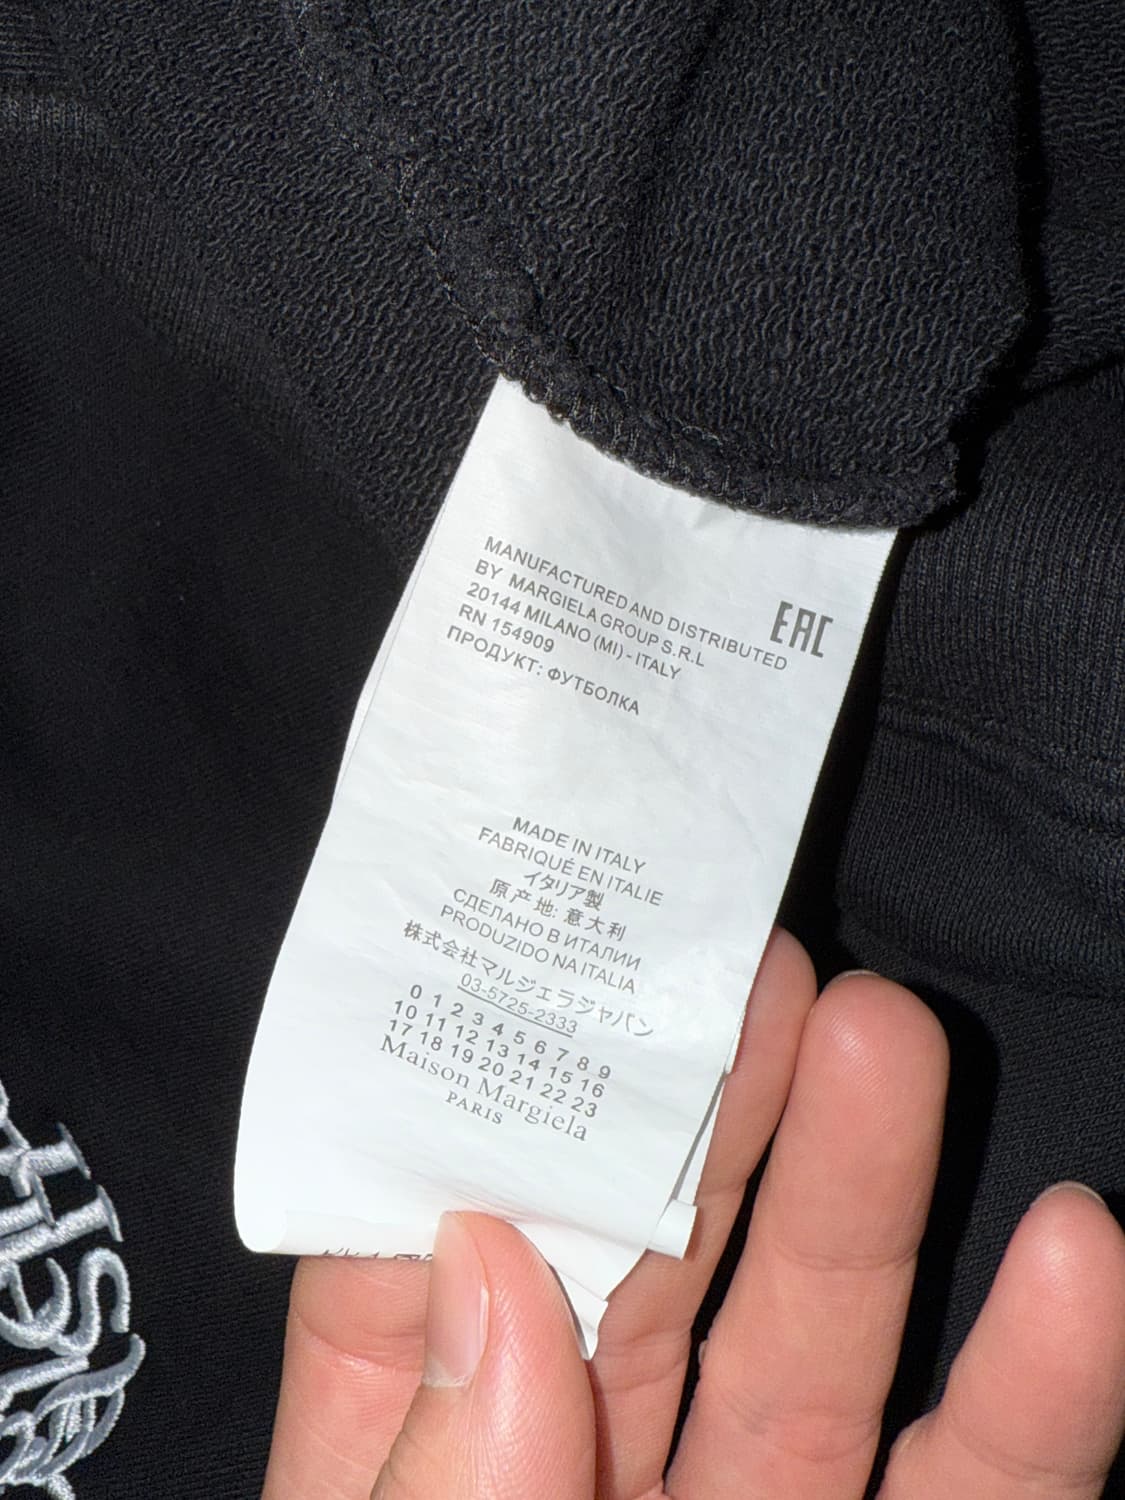 MANUFACTURED AND DISTRIBUTED
BY MARGIELA GROUP S.R.L
20144 MILANO (MI) - ITALY
RN 154909
ПРОДУКТ: ФУТБОЛКА
EAC
MADE IN ITALY
FABRIQUÉ EN ITALIE
イタリア製
原产地: 意大利
СДЕЛАНО В ИТАЛИИ
PRODUZIDO NA ITALIA
株式会社マルジェラジャパン
03-5725-2333
0 1 2 3 4 5 6 7 8 9
10 11 12 13 14 15 16
17 18 19 20 21 22 23
Maison Margiela
PARIS